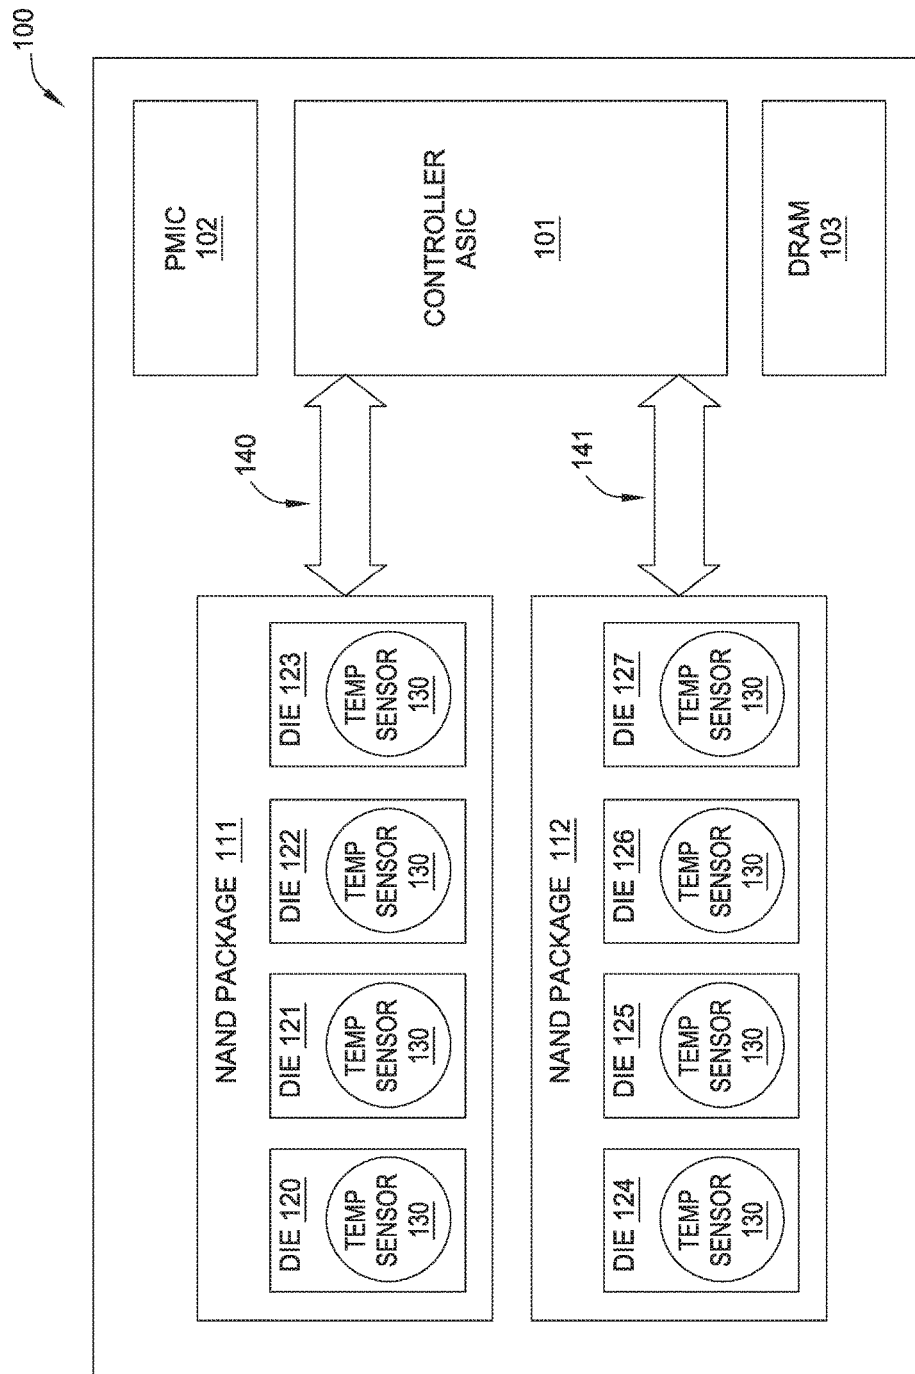 100
NAND PACKAGE 111
DIE 120
TEMP
SENSOR
130
DIE 121
TEMP
SENSOR
130
DIE 122
TEMP
SENSOR
130
DIE 123
TEMP
SENSOR
130
140
PMIC
102
CONTROLLER
ASIC
101
NAND PACKAGE 112
DIE 124
TEMP
SENSOR
130
DIE 125
TEMP
SENSOR
130
DIE 126
TEMP
SENSOR
130
DIE 127
TEMP
SENSOR
130
141
DRAM
103